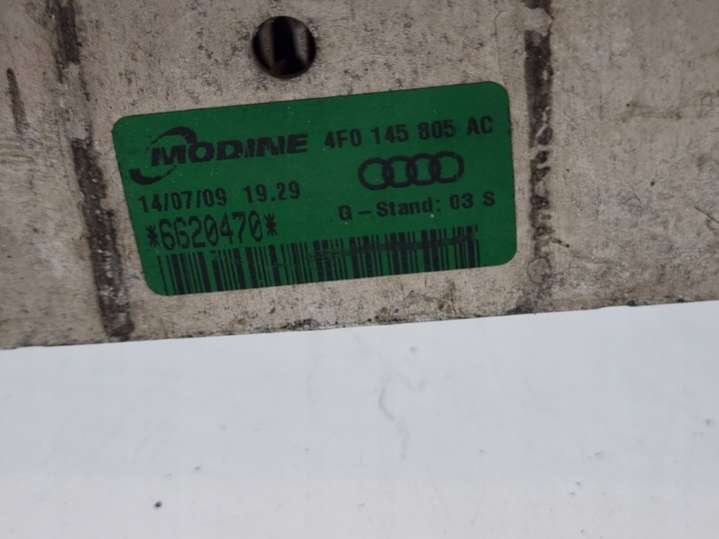 MODINE 4F0 145 805 AC
14/07/09 19.29
Q-Stand: 03 S
*6620470*